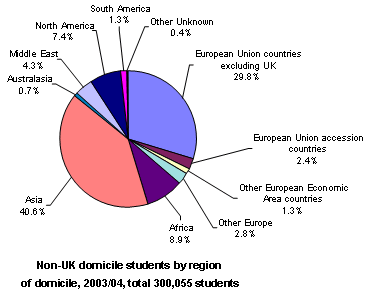 South America
1.3%
Other Unknown
0.4%
North America
7.4%
Middle East
4.3%
Australasia
0.7%
European Union countries
excluding UK
29.8%
European Union accession
countries
2.4%
Other European Economic
Area countries
1.3%
Other Europe
2.8%
Africa
8.9%
Asia
40.6%
Non-UK domicile students by region
of domicile, 2003/04, total 300,055 students